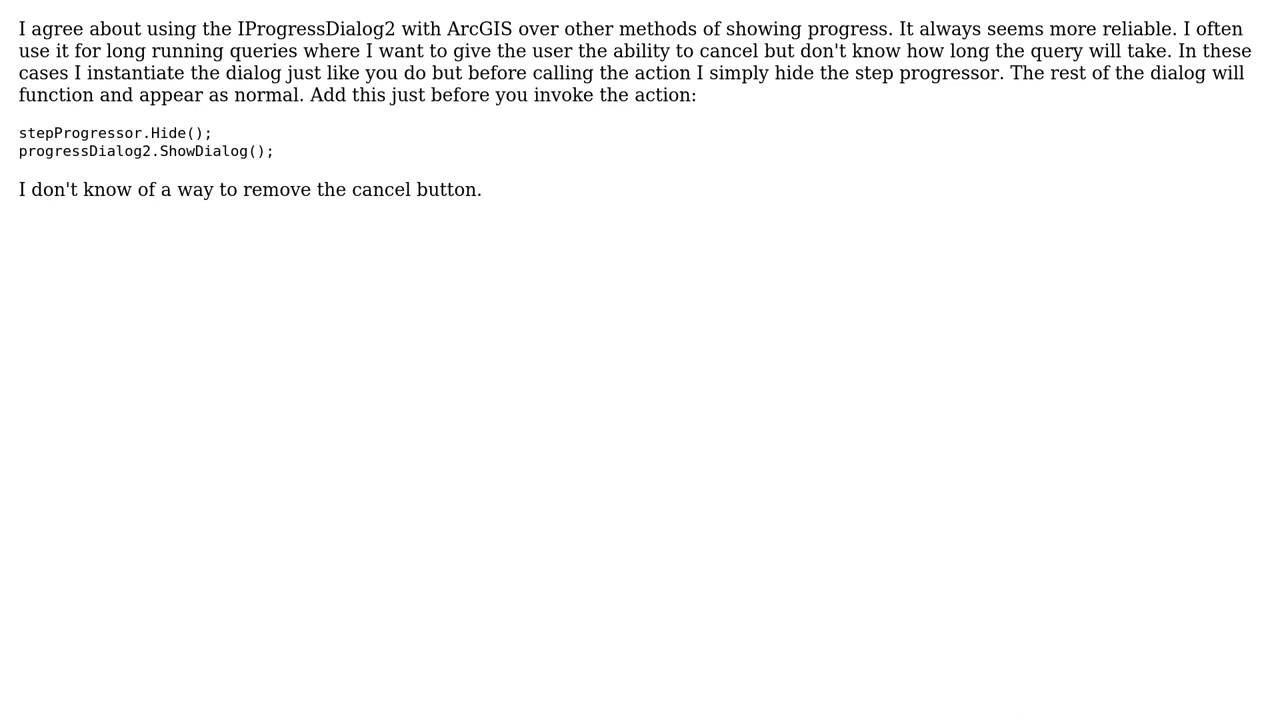 I agree about using the IProgressDialog2 with ArcGIS over other methods of showing progress. It always seems more reliable. I often
use it for long running queries where I want to give the user the ability to cancel but don't know how long the query will take. In these
cases I instantiate the dialog just like you do but before calling the action I simply hide the step progressor. The rest of the dialog will
function and appear as normal. Add this just before you invoke the action:
stepProgressor.Hide();
progressDialog2.ShowDialog();
I don't know of a way to remove the cancel button.